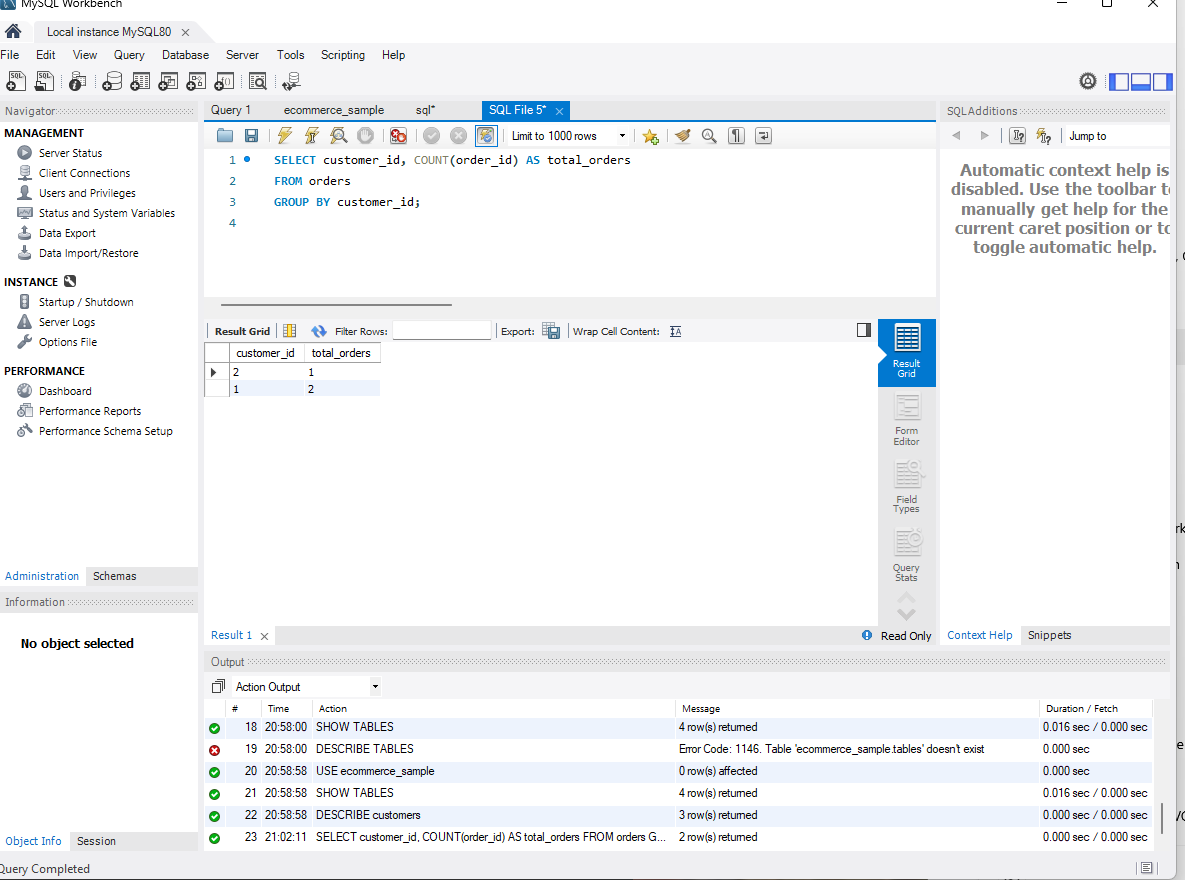 MySQL Workbench
Local instance MySQL80
File Edit View Query Database Server Tools Scripting Help
Navigator
MANAGEMENT
Server Status
Client Connections
Users and Privileges
Status and System Variables
Data Export
Data Import/Restore
INSTANCE
Startup / Shutdown
Server Logs
Options File
PERFORMANCE
Dashboard
Performance Reports
Performance Schema Setup
Administration Schemas
Information
No object selected
Object Info Session
Query 1 ecommerce_sample sql* SQL File 5*
Limit to 1000 rows
1 SELECT customer_id, COUNT(order_id) AS total_orders
2 FROM orders
3 GROUP BY customer_id;
4
Result Grid Filter Rows: Export: Wrap Cell Content:
customer_id total_orders
2 1
1 2
Result
Grid
Form
Editor
Field
Types
Query
Stats
Result 1 Read Only
SQLAdditions
Jump to
Automatic context help is
disabled. Use the toolbar to
manually get help for the
current caret position or to
toggle automatic help.
Context Help Snippets
Output
Action Output
# Time Action Message Duration / Fetch
18 20:58:00 SHOW TABLES 4 row(s) returned 0.016 sec / 0.000 sec
19 20:58:00 DESCRIBE TABLES Error Code: 1146. Table 'ecommerce_sample.tables' doesn't exist 0.000 sec
20 20:58:58 USE ecommerce_sample 0 row(s) affected 0.000 sec
21 20:58:58 SHOW TABLES 4 row(s) returned 0.016 sec / 0.000 sec
22 20:58:58 DESCRIBE customers 3 row(s) returned 0.000 sec / 0.000 sec
23 21:02:11 SELECT customer_id, COUNT(order_id) AS total_orders FROM orders G... 2 row(s) returned 0.000 sec / 0.000 sec
Query Completed